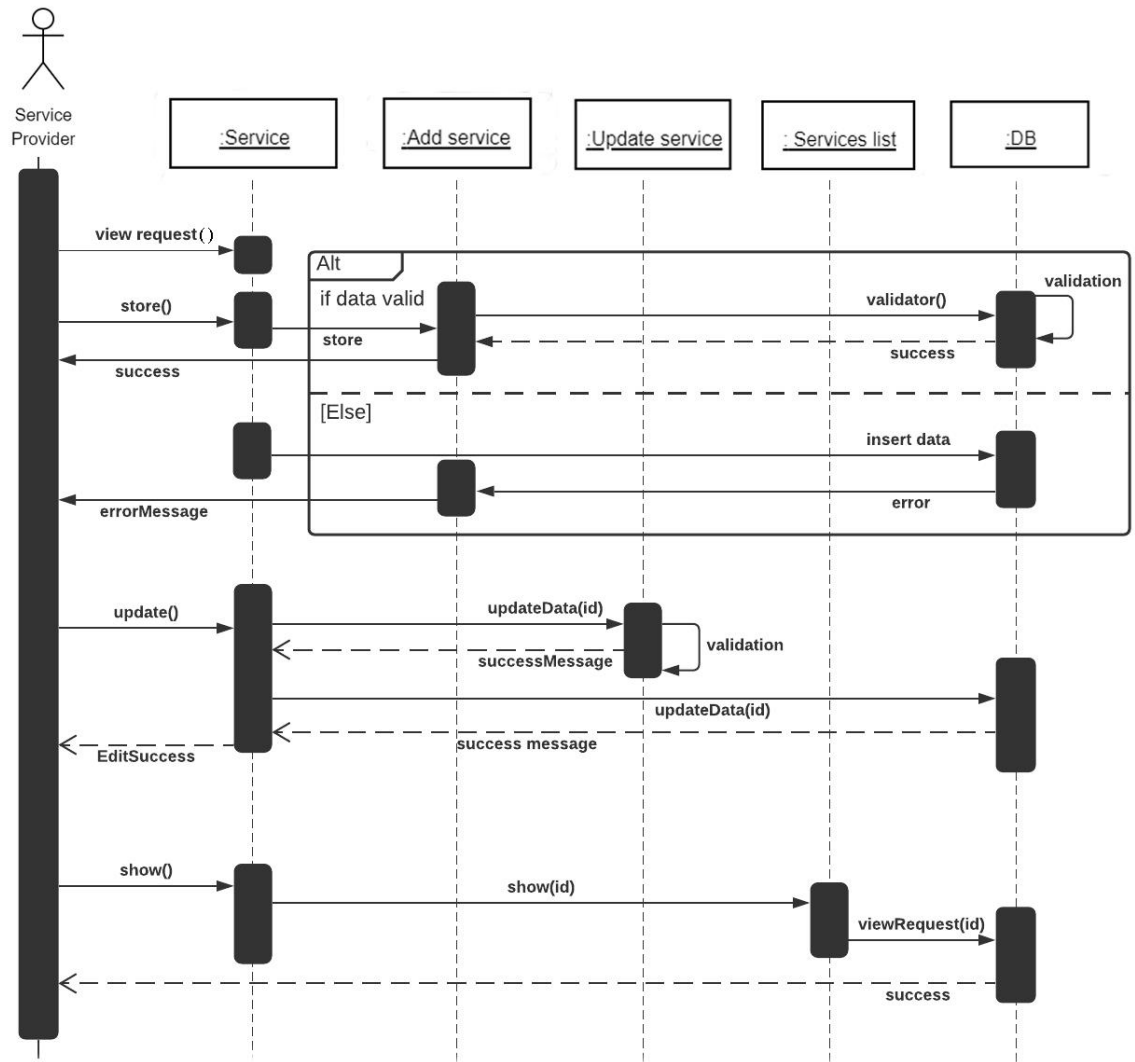 Service
Provider
:Service
:Add service
:Update service
: Services list
:DB
view request()
Alt
if data valid
validation
store()
validator()
store
success
success
[Else]
insert data
error
errorMessage
update()
updateData(id)
validation
successMessage
updateData(id)
success message
EditSuccess
show()
show(id)
viewRequest(id)
success